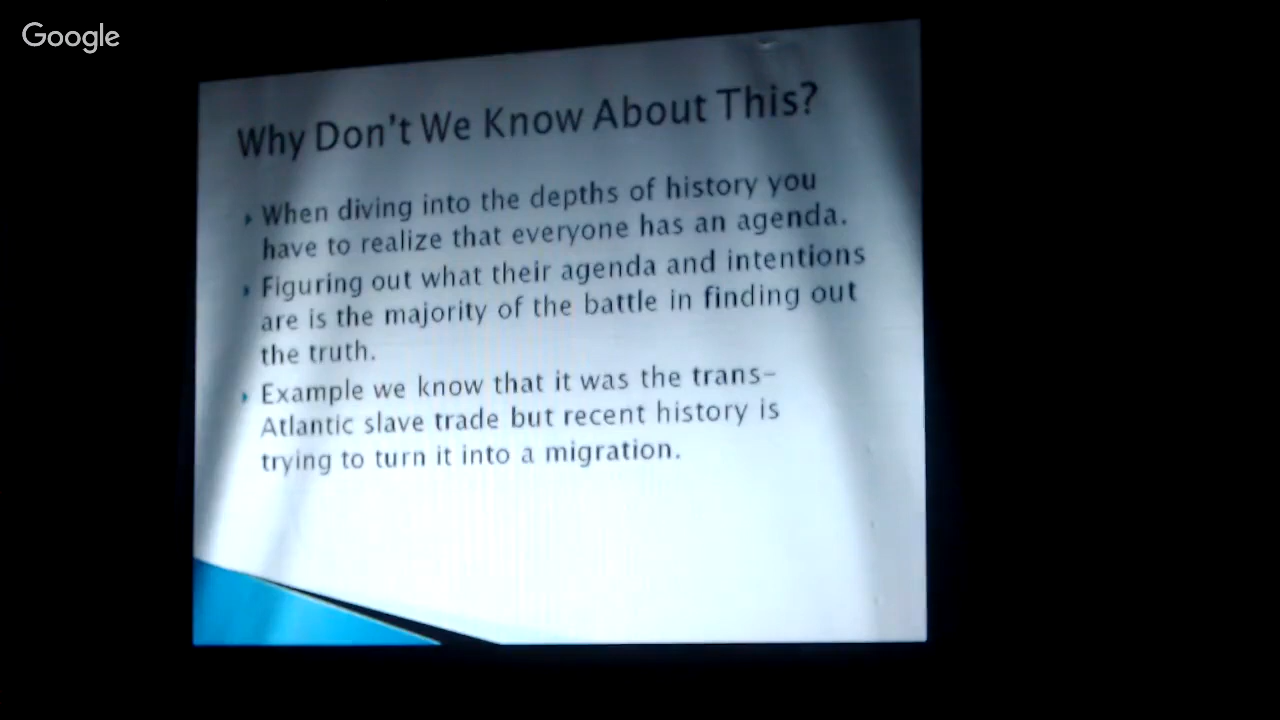 Google
Why Don't We Know About This?
When diving into the depths of history you
have to realize that everyone has an agenda.
Figuring out what their agenda and intentions
are is the majority of the battle in finding out
the truth.
Example we know that it was the trans-
Atlantic slave trade but recent history is
trying to turn it into a migration.